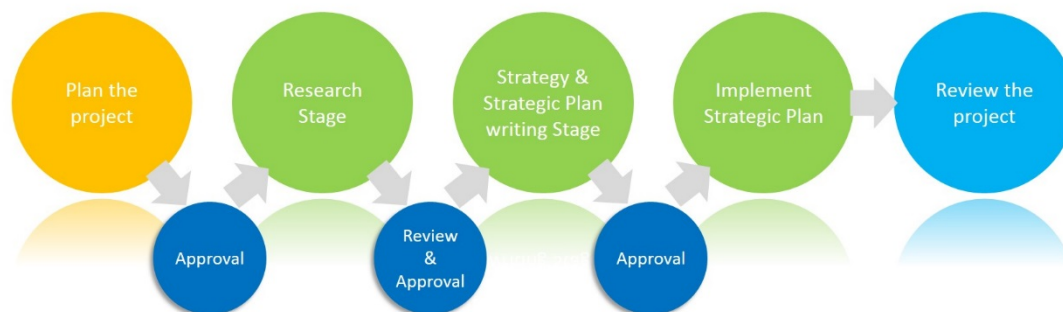 Plan the
project
Approval
Research
Stage
Review
&
Approval
Strategy &
Strategic Plan
writing Stage
Approval
Implement
Strategic Plan
Review the
project